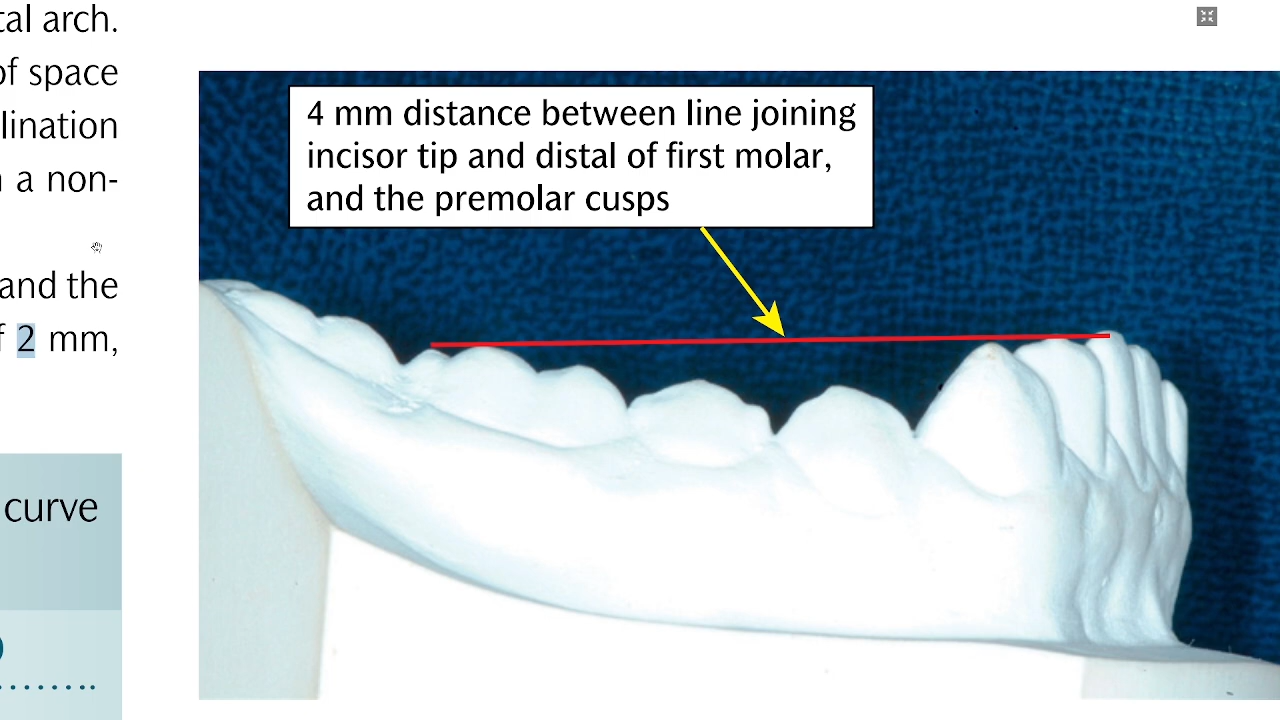 tal arch.
of space
lination
a non-
and the
f 2 mm,
curve
4 mm distance between line joining
incisor tip and distal of first molar,
and the premolar cusps